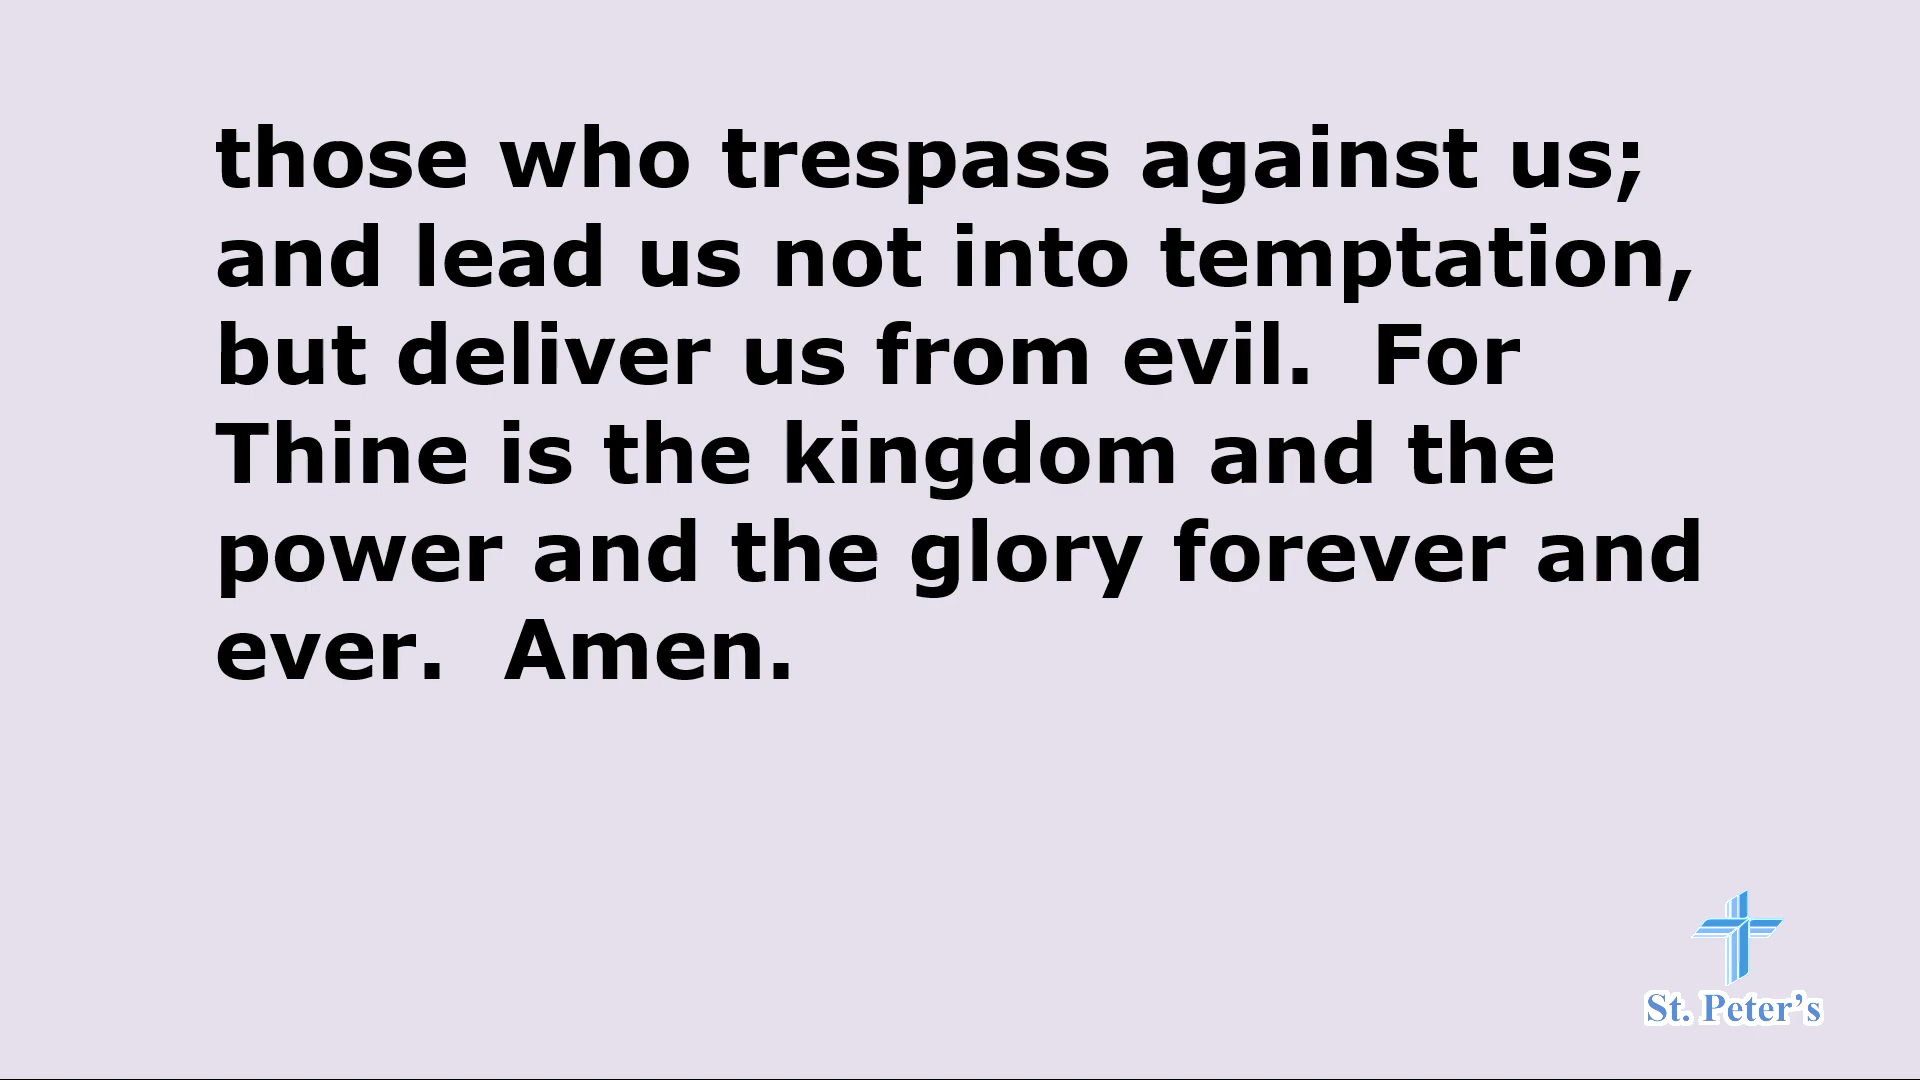 those who trespass against us;
and lead us not into temptation,
but deliver us from evil.  For
Thine is the kingdom and the
power and the glory forever and
ever.  Amen.
St. Peter’s